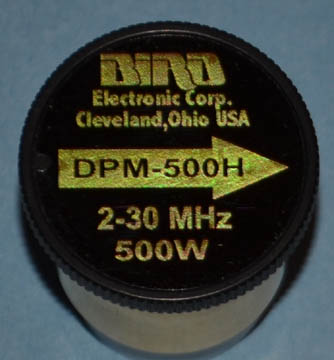 BIRD
Electronic Corp.
Cleveland,Ohio USA
DPM-500H
2-30 MHz
500W